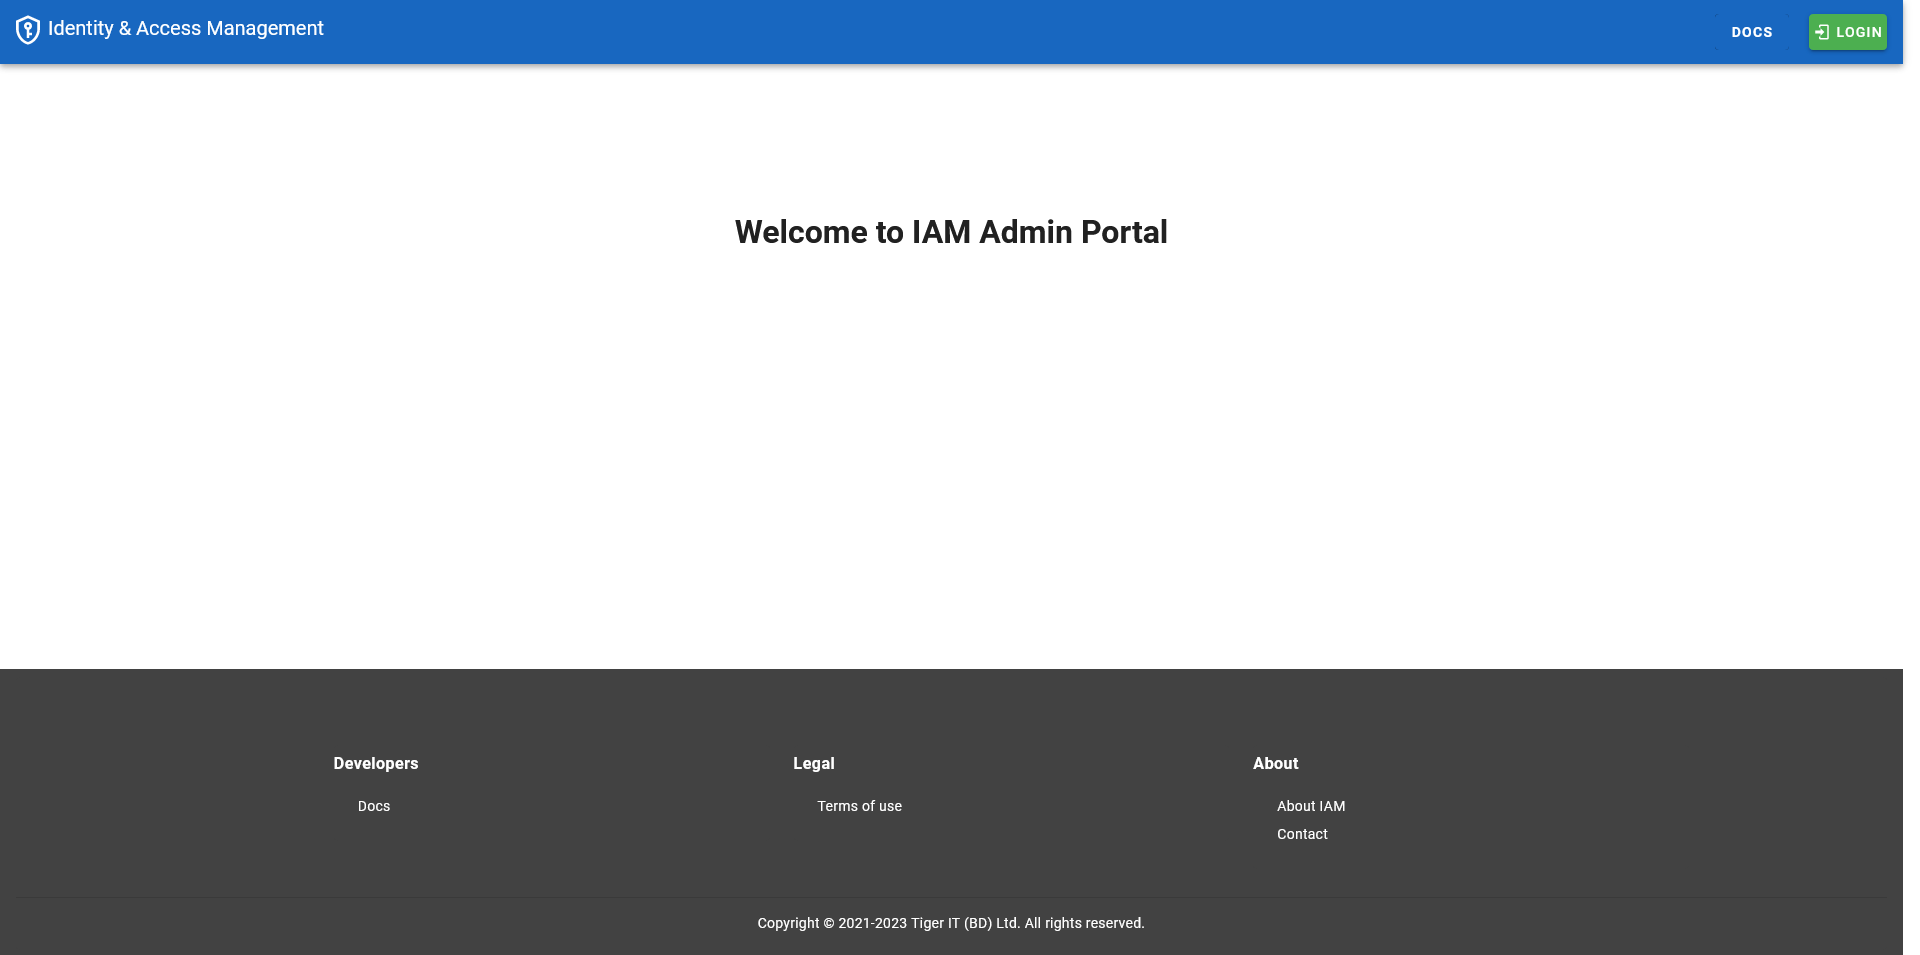 Identity & Access Management
DOCS
LOGIN
Welcome to IAM Admin Portal
Developers
Docs
Legal
Terms of use
About
About IAM
Contact
Copyright © 2021-2023 Tiger IT (BD) Ltd. All rights reserved.